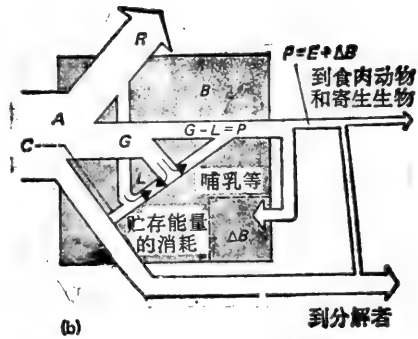 R
P=E+ΔB
到食肉动物
和寄生生物
B
A
G-L=P
C
G
L
哺乳等
贮存能量
的消耗
ΔB
到分解者
(b)